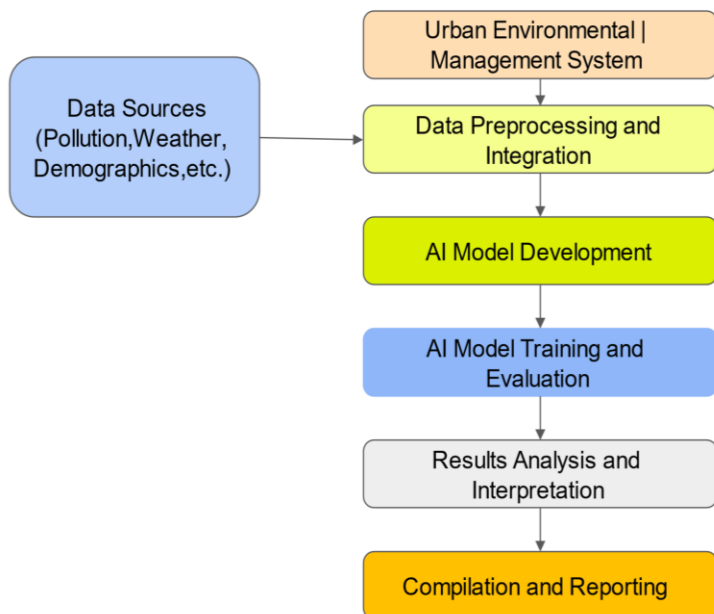 Urban Environmental |
Management System
Data Sources
(Pollution,Weather,
Demographics,etc.)
Data Preprocessing and
Integration
AI Model Development
AI Model Training and
Evaluation
Results Analysis and
Interpretation
Compilation and Reporting